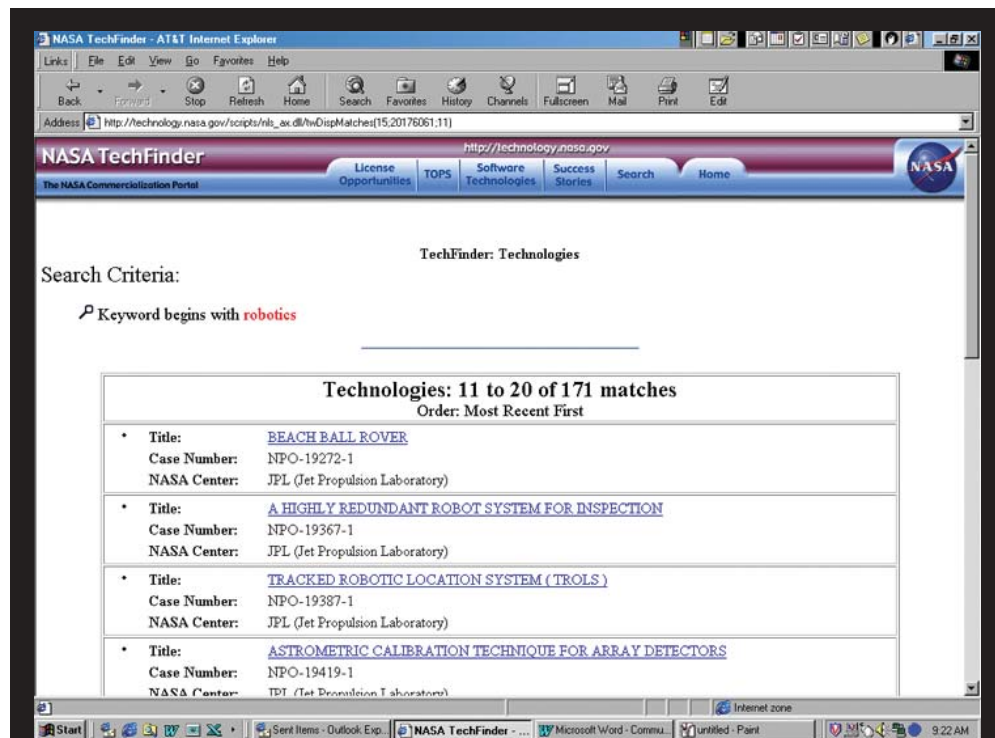 NASA TechFinder - AT&T Internet Explorer
Links File Edit View Go Favorites Help
Back Forward Stop Refresh Home Search Favorites History Channels Fullscreen Mail Print Edit
Address http://technology.nasa.gov/scripts/nls_ax.dll/twDispMatches(15;20176061;11)
http://technology.nasa.gov
NASA TechFinder
The NASA Commercialization Portal
License Opportunities TOPS Software Technologies Success Stories Search Home
NASA
TechFinder: Technologies
Search Criteria:
Keyword begins with robotics
Technologies: 11 to 20 of 171 matches
Order: Most Recent First
• Title: BEACH BALL ROVER
Case Number: NPO-19272-1
NASA Center: JPL (Jet Propulsion Laboratory)
• Title: A HIGHLY REDUNDANT ROBOT SYSTEM FOR INSPECTION
Case Number: NPO-19367-1
NASA Center: JPL (Jet Propulsion Laboratory)
• Title: TRACKED ROBOTIC LOCATION SYSTEM ( TROLS )
Case Number: NPO-19387-1
NASA Center: JPL (Jet Propulsion Laboratory)
• Title: ASTROMETRIC CALIBRATION TECHNIQUE FOR ARRAY DETECTORS
Case Number: NPO-19419-1
NASA Center: JPL (Jet Propulsion Laboratory)
Internet zone
Start Sent Items - Outlook Exp... NASA TechFinder - ... Microsoft Word - Commu... untitled - Paint 9:22 AM